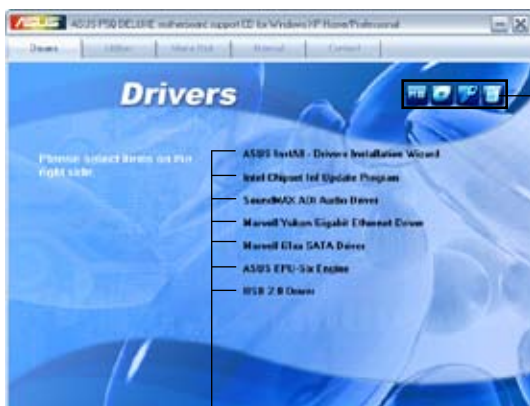 ASUS
ASUS P5Q DELUXE motherboard support CD for Windows XP Home/Professional
Drivers
Utilities
Make Disk
Manual
Contact
Drivers
Please select items on the
right side.
ASUS InstAll - Drivers Installation Wizard
Intel Chipset Inf Update Program
SoundMAX ADI Audio Driver
Marvell Yukon Gigabit Ethernet Driver
Marvell 61xx SATA Driver
ASUS EPU-Six Engine
USB 2.0 Driver